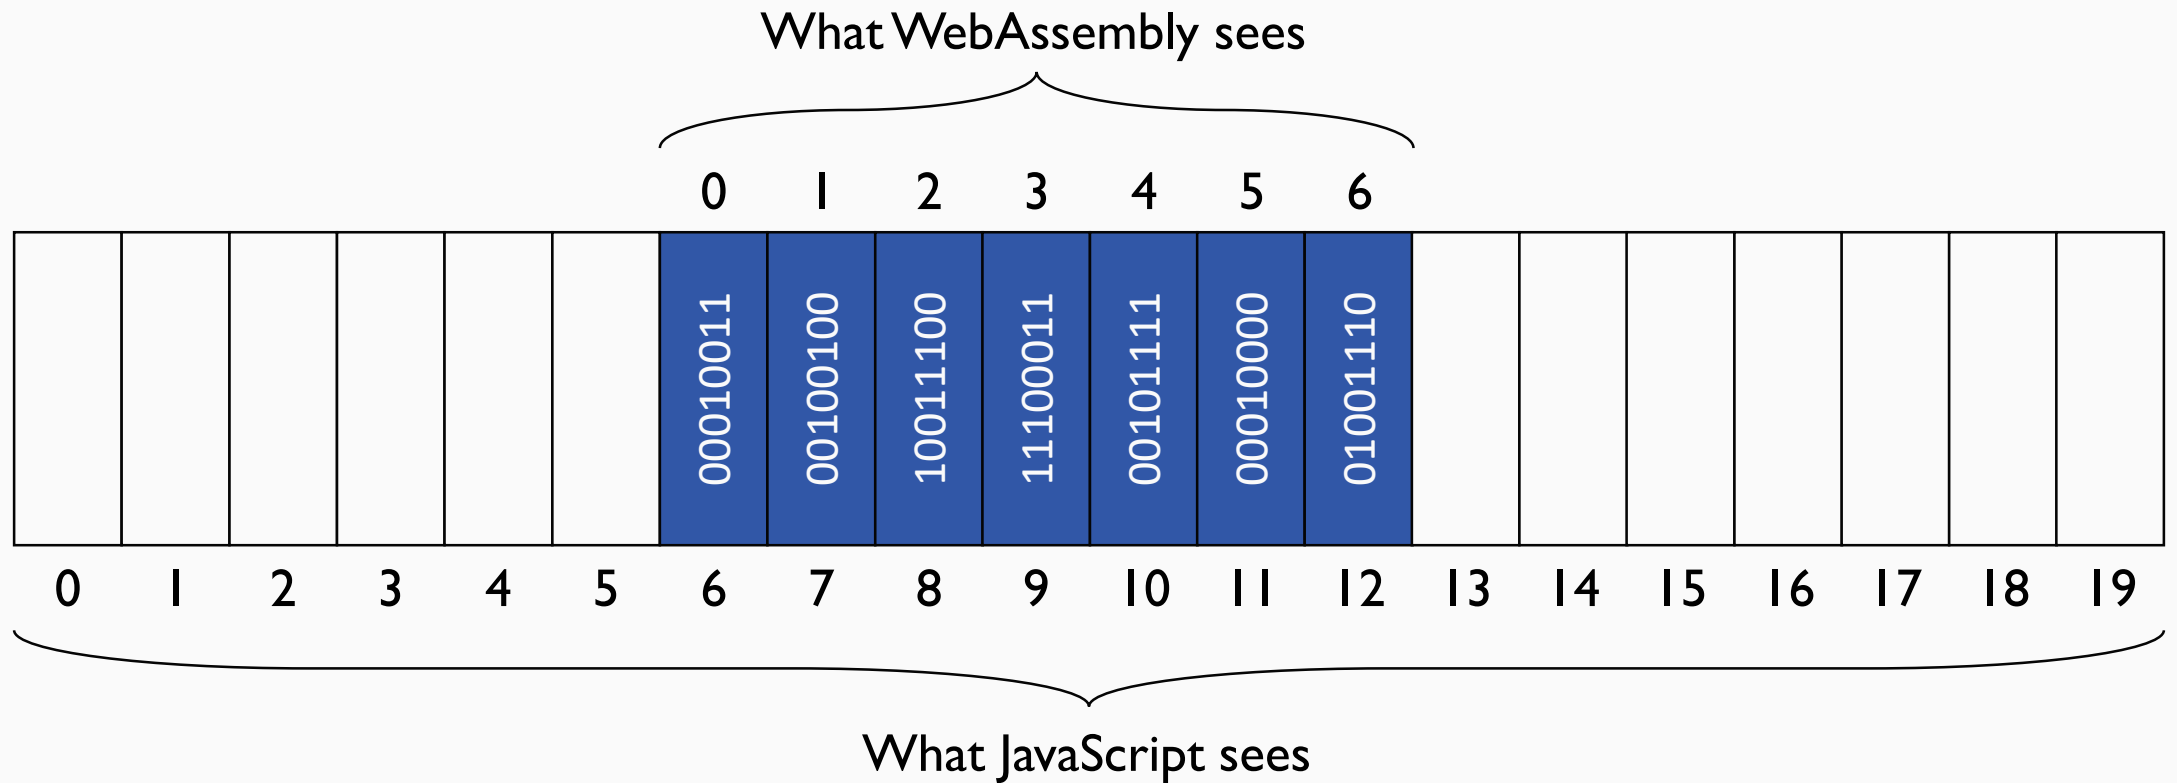 What WebAssembly sees
0 1 2 3 4 5 6
00010011
00100100
10011100
11100011
00101111
00010000
01001110
0 1 2 3 4 5 6 7 8 9 10 11 12 13 14 15 16 17 18 19
What JavaScript sees